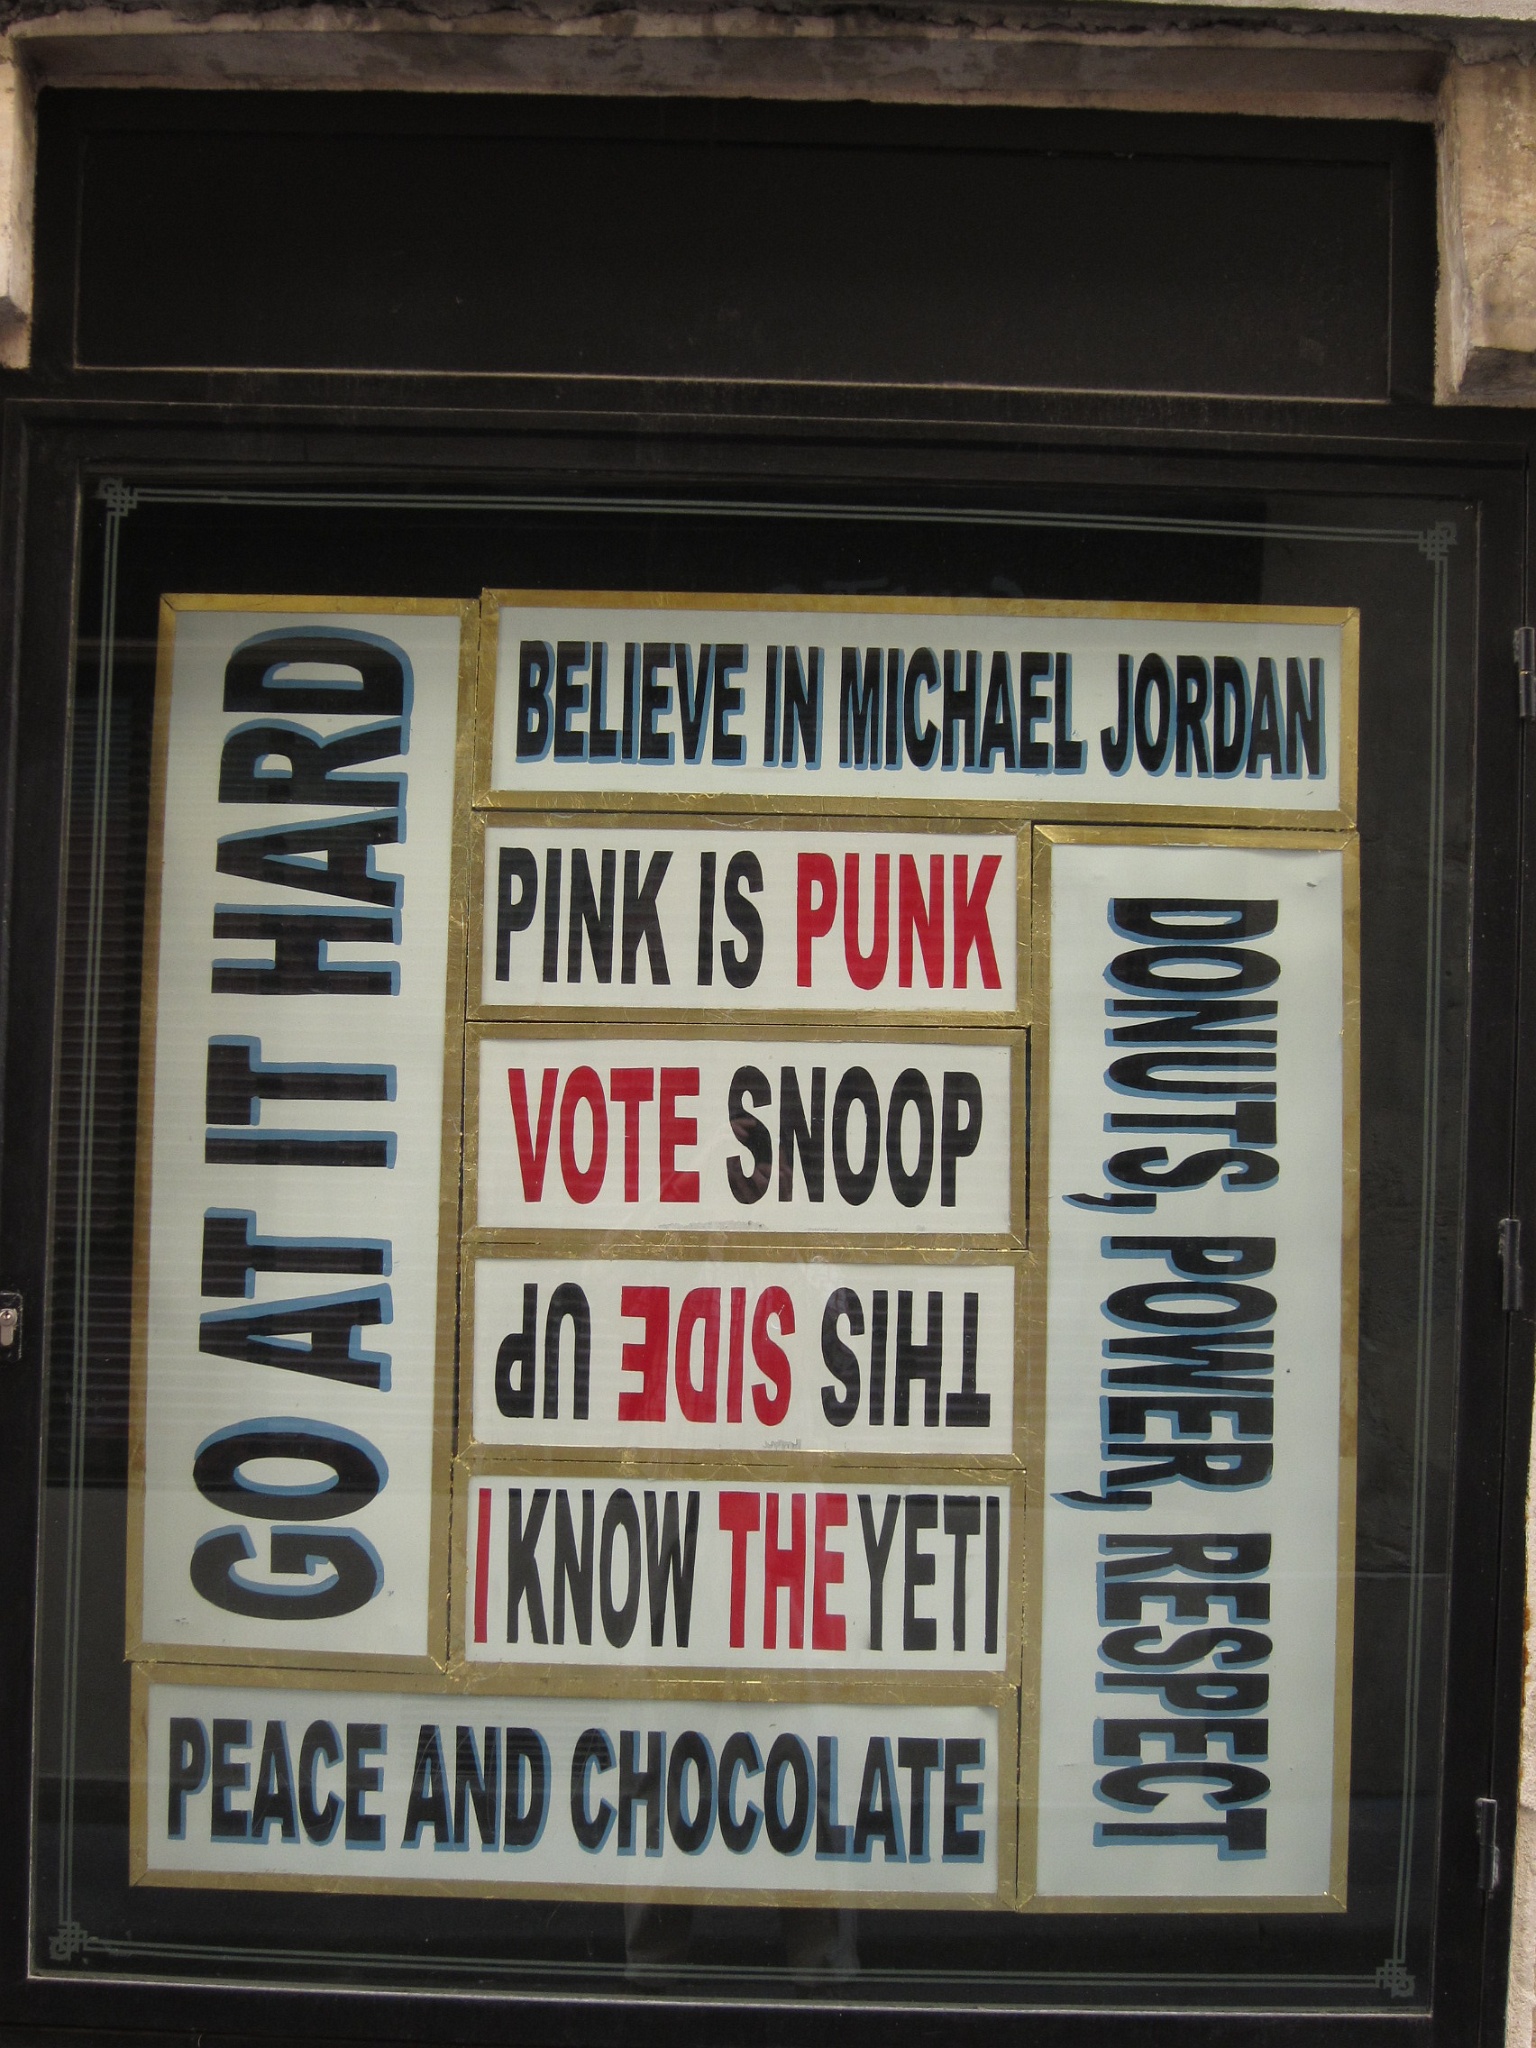 GO AT IT HARD
BELIEVE IN MICHAEL JORDAN
PINK IS PUNK
VOTE SNOOP
THIS SIDE UP
I KNOW THE YETI
DONUTS, POWER, RESPECT
PEACE AND CHOCOLATE